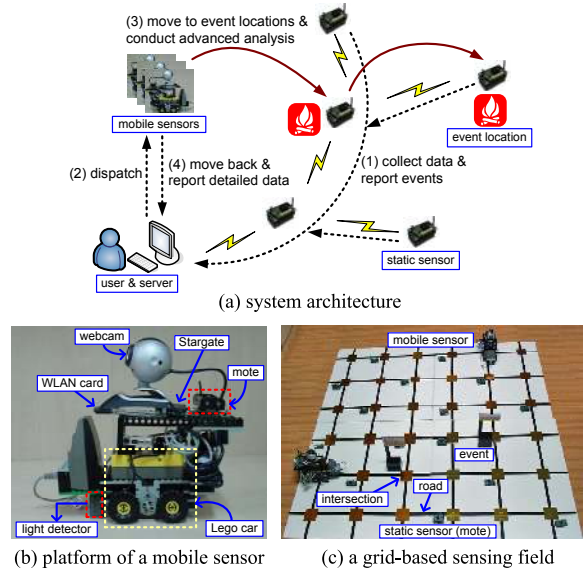 (3) move to event locations &
conduct advanced analysis
mobile sensors
event location
(2) dispatch
(4) move back &
report detailed data
(1) collect data &
report events
static sensor
user & server
(a) system architecture
webcam
Stargate
mote
WLAN card
light detector
Lego car
(b) platform of a mobile sensor
mobile sensor
event
intersection
road
static sensor (mote)
(c) a grid-based sensing field